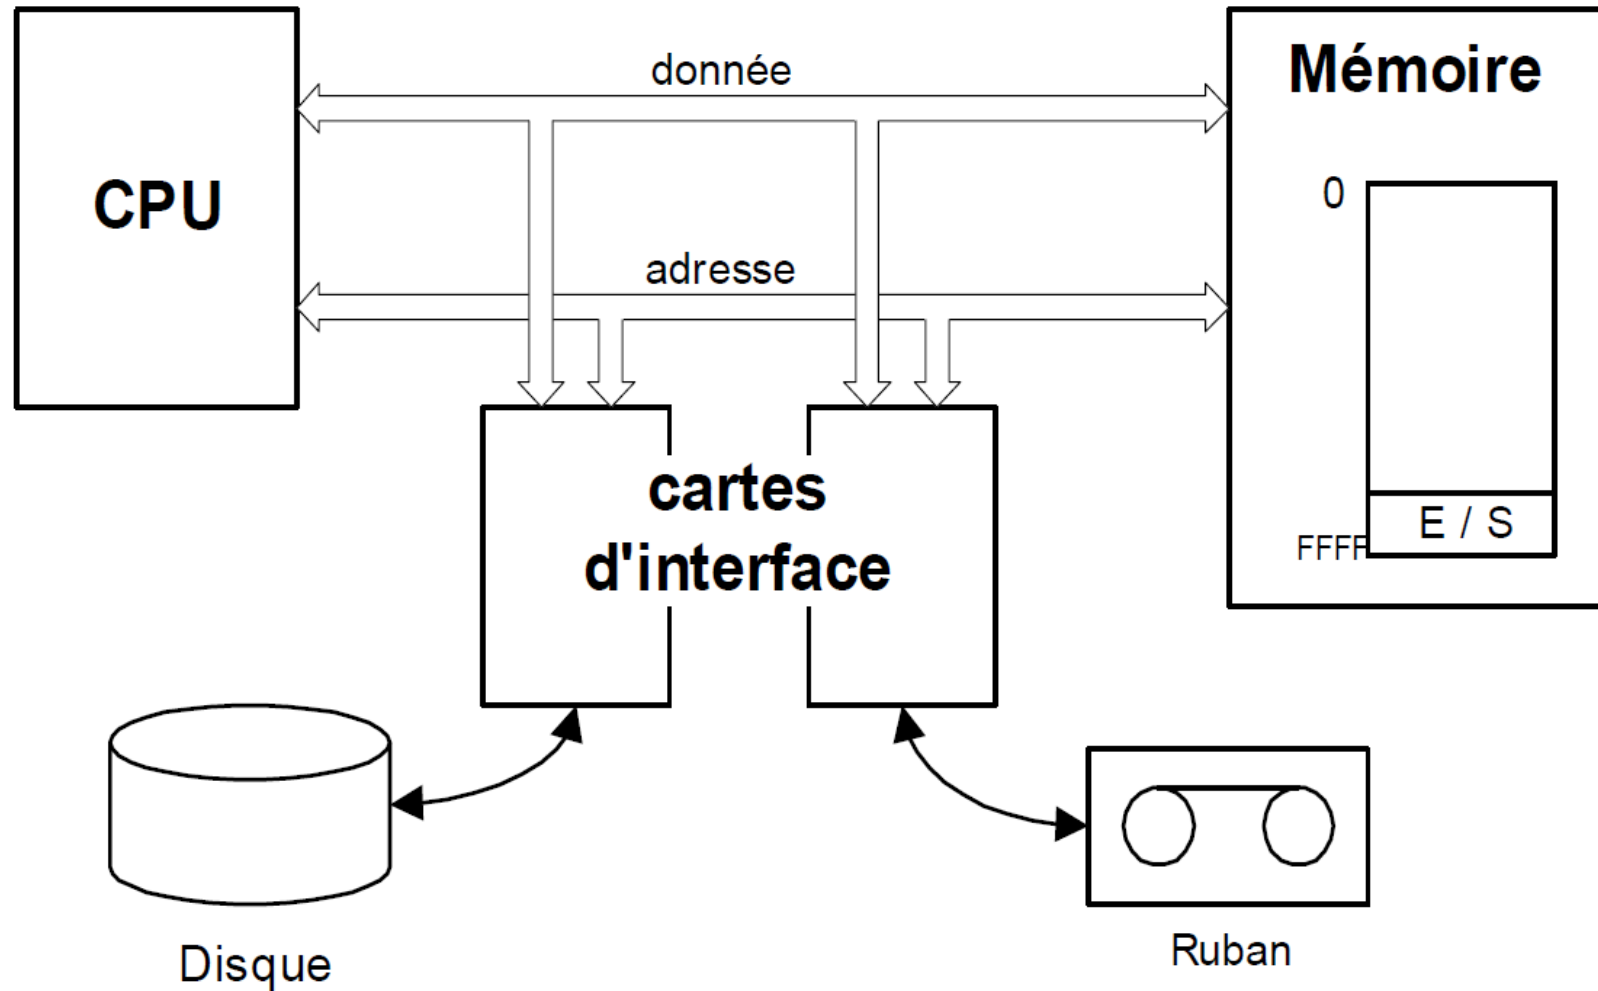 donnée
Mémoire
CPU
0
adresse
cartes
d'interface
E / S
FFFF
Disque
Ruban